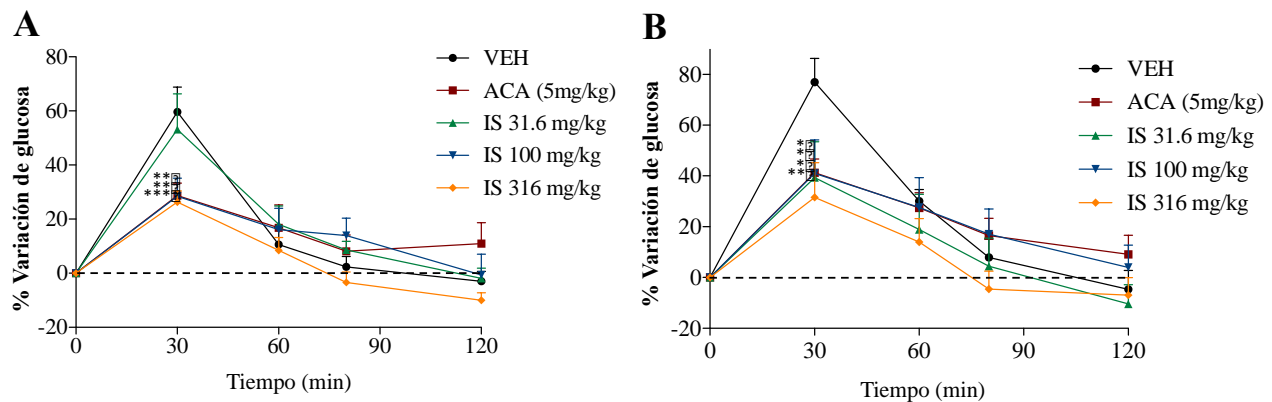 A
% Variación de glucosa
80
60
40
20
0
-20
0
30
60
90
120
Tiempo (min)
VEH
ACA (5mg/kg)
IS 31.6 mg/kg
IS 100 mg/kg
IS 316 mg/kg
B
% Variación de glucosa
80
60
40
20
0
-20
0
30
60
90
120
Tiempo (min)
VEH
ACA (5mg/kg)
IS 31.6 mg/kg
IS 100 mg/kg
IS 316 mg/kg